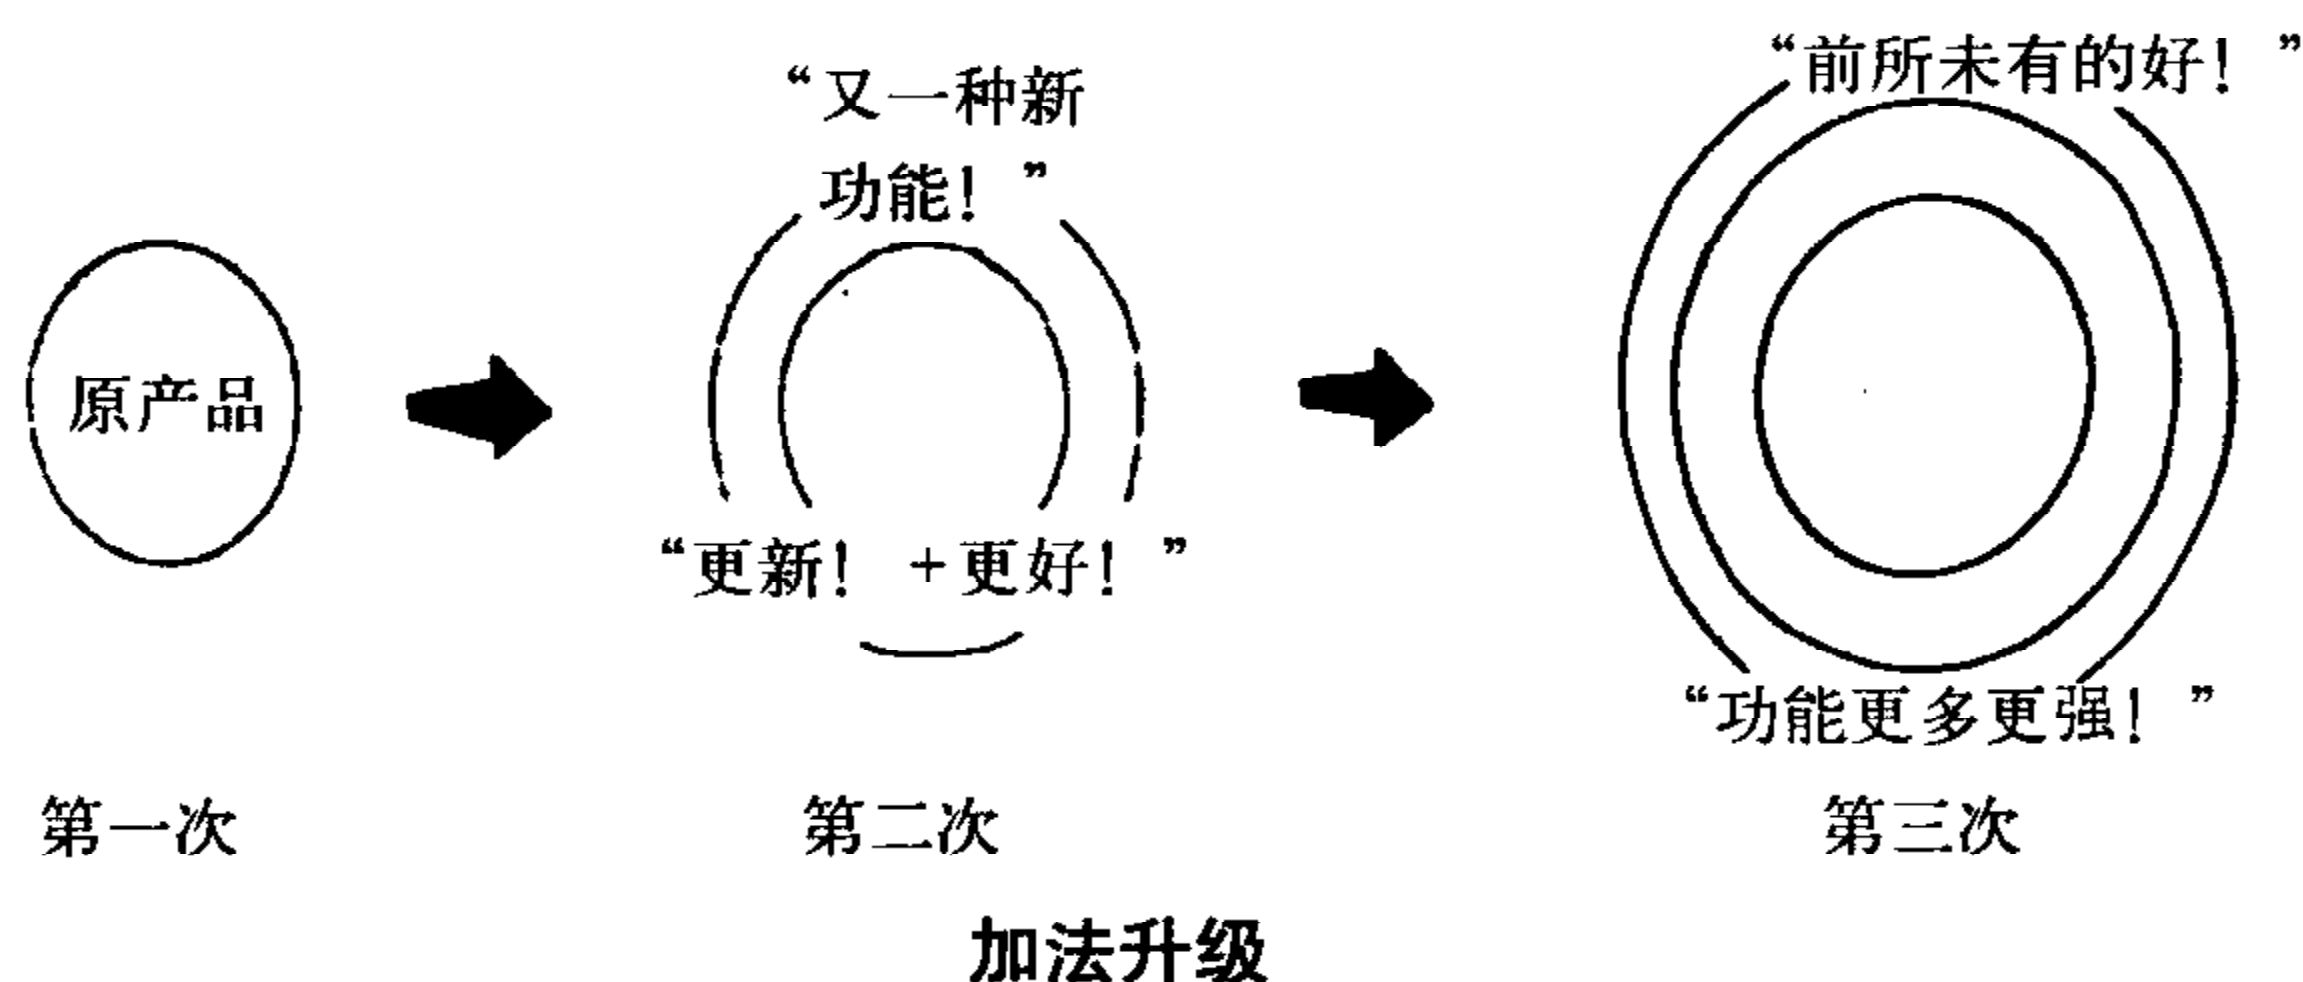 “又一种新
功能！”
“前所未有的好！”
原产品
“更新！ +更好！”
“功能更多更强！”
第一次
第二次
第三次
加法升级